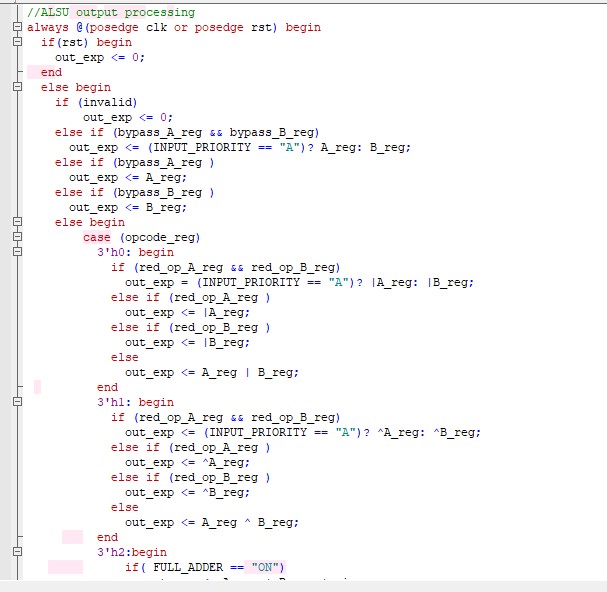 //ALSU output processing
always @(posedge clk or posedge rst) begin
if(rst) begin
out_exp <= 0;
end
else begin
if (invalid)
out_exp <= 0;
else if (bypass_A_reg && bypass_B_reg)
out_exp <= (INPUT_PRIORITY == "A")? A_reg: B_reg;
else if (bypass_A_reg )
out_exp <= A_reg;
else if (bypass_B_reg )
out_exp <= B_reg;
else begin
case (opcode_reg)
3'h0: begin
if (red_op_A_reg && red_op_B_reg)
out_exp = (INPUT_PRIORITY == "A")? |A_reg: |B_reg;
else if (red_op_A_reg )
out_exp <= |A_reg;
else if (red_op_B_reg )
out_exp <= |B_reg;
else
out_exp <= A_reg | B_reg;
end
3'h1: begin
if (red_op_A_reg && red_op_B_reg)
out_exp <= (INPUT_PRIORITY == "A")? ^A_reg: ^B_reg;
else if (red_op_A_reg )
out_exp <= ^A_reg;
else if (red_op_B_reg )
out_exp <= ^B_reg;
else
out_exp <= A_reg ^ B_reg;
end
3'h2:begin
if( FULL_ADDER == "ON")